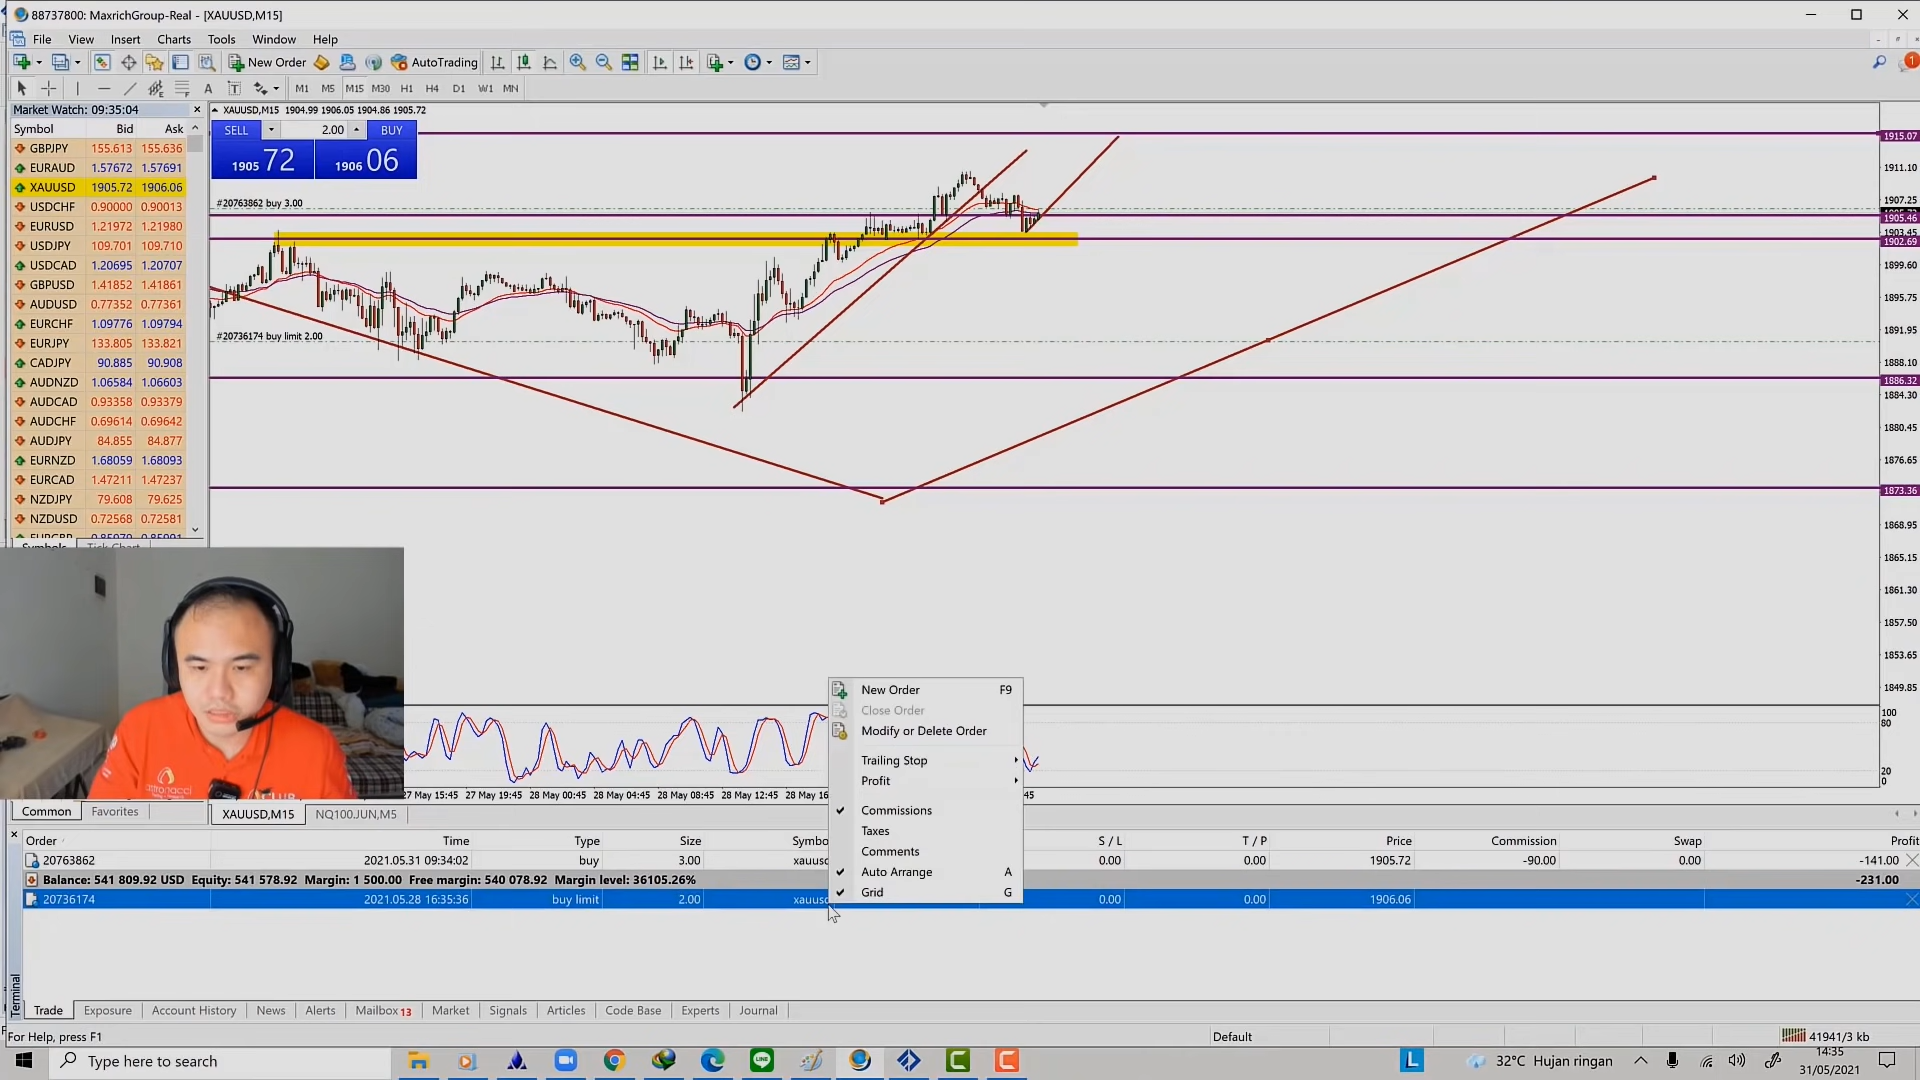 88737800: MaxrichGroup-Real - [XAUUSD,M15]
File View Insert Charts Tools Window Help
New Order AutoTrading
M1 M5 M15 M30 H1 H4 D1 W1 MN
Market Watch: 09:35:04
Symbol Bid Ask
GBPJPY 155.613 155.636
EURAUD 1.57672 1.57691
XAUUSD 1905.72 1906.06
USDCHF 0.90000 0.90013
EURUSD 1.21972 1.21980
USDJPY 109.701 109.710
USDCAD 1.20695 1.20707
GBPUSD 1.41852 1.41861
AUDUSD 0.77352 0.77361
EURCHF 1.09776 1.09794
EURJPY 133.805 133.821
CADJPY 90.885 90.908
AUDNZD 1.06584 1.06603
AUDCAD 0.93358 0.93379
AUDCHF 0.69614 0.69642
AUDJPY 84.855 84.877
EURNZD 1.68059 1.68093
EURCAD 1.47211 1.47237
NZDJPY 79.608 79.625
NZDUSD 0.72568 0.72581
XAUUSD,M15 1904.99 1906.05 1904.86 1905.72
SELL 2.00 BUY
1905 72 1906 06
#20763862 buy 3.00
#20736174 buy limit 2.00
1915.07
1911.10
1907.25
1905.46
1903.45
1902.69
1899.60
1895.75
1891.95
1888.10
1886.32
1884.30
1880.45
1876.65
1873.36
1868.95
1865.15
1861.30
1857.50
1853.65
1849.85
100
80
20
0
27 May 15:45 27 May 19:45 28 May 00:45 28 May 04:45 28 May 08:45 28 May 12:45
New Order F9
Close Order
Modify or Delete Order
Trailing Stop
Profit
Commissions
Taxes
Comments
Auto Arrange A
Grid G
Common Favorites
XAUUSD,M15 NQ100.JUN,M5
Order Time Type Size S / L T / P Price Commission Swap Profit
20763862 2021.05.31 09:34:02 buy 3.00 0.00 0.00 1905.72 -90.00 0.00 -141.00
Balance: 541 809.92 USD Equity: 541 578.92 Margin: 1 500.00 Free margin: 540 078.92 Margin level: 36105.26% -231.00
20736174 2021.05.28 16:35:36 buy limit 2.00 0.00 0.00 1906.06
Terminal
Trade Exposure Account History News Alerts Mailbox 13 Market Signals Articles Code Base Experts Journal
For Help, press F1 Default 41941/3 kb
Type here to search
32°C Hujan ringan
14:35
31/05/2021